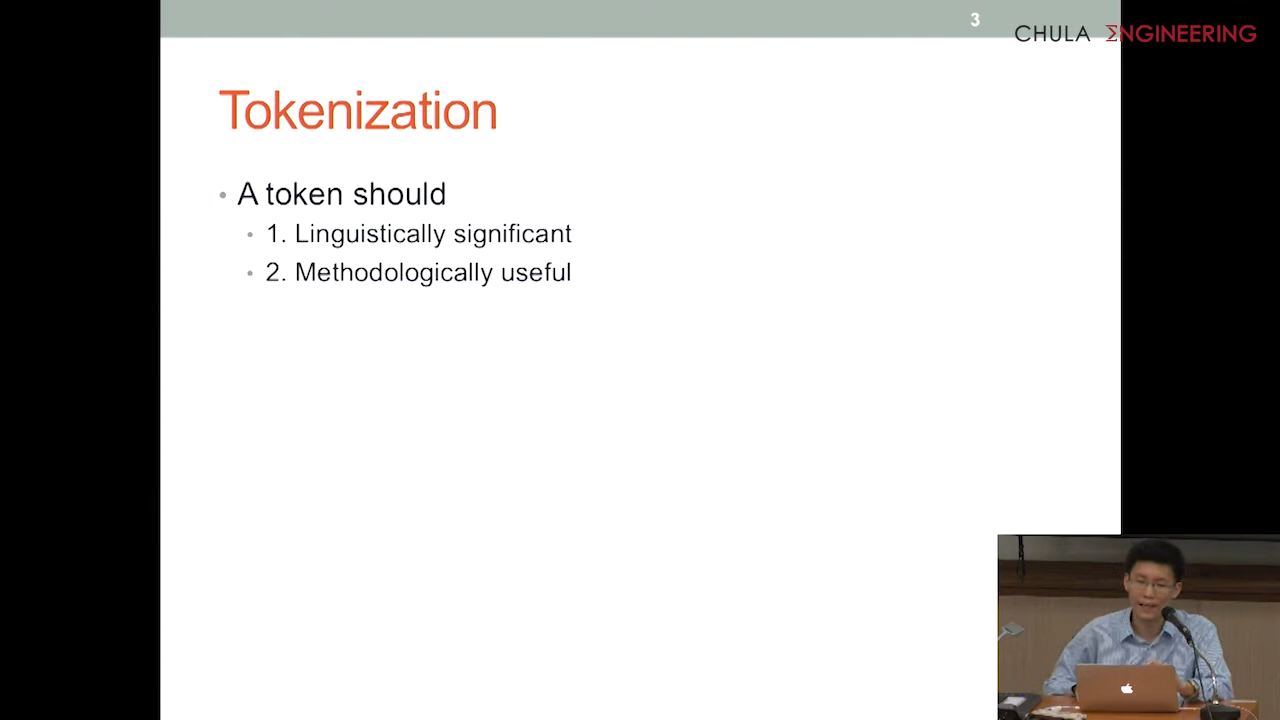 3
CHULA ΣNGINEERING
Tokenization
• A token should
• 1. Linguistically significant
• 2. Methodologically useful